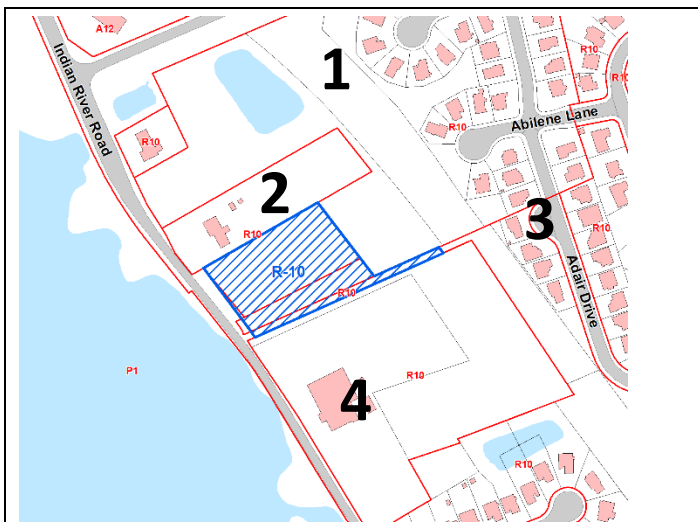 A12
1
R10
R10
Indian River Road
R10
R10
Abilene Lane
2
R10
3
R10
R-10
R10
Adair Drive
P1
4
R10
R10